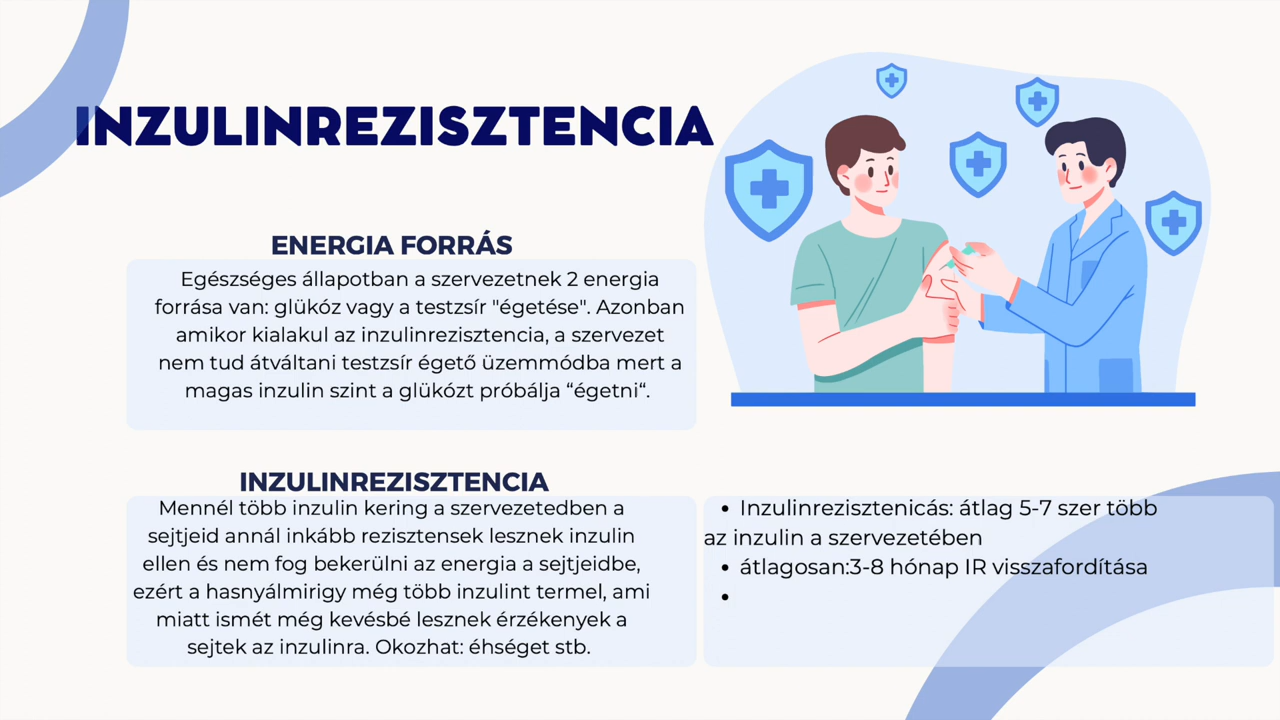 INZULINREZISZTENCIA
ENERGIA FORRÁS
Egészséges állapotban a szervezetnek 2 energia
forrása van: glükóz vagy a testzsír "égetése". Azonban
amikor kialakul az inzulinrezisztencia, a szervezet
nem tud átváltani testzsír égető üzemmódba mert a
magas inzulin szint a glükózt próbálja “égetni“.
INZULINREZISZTENCIA
Mennél több inzulin kering a szervezetedben a
sejtjeid annál inkább rezisztensek lesznek inzulin
ellen és nem fog bekerülni az energia a sejtjeidbe,
ezért a hasnyálmirigy még több inzulint termel, ami
miatt ismét még kevésbé lesznek érzékenyek a
sejtek az inzulinra. Okozhat: éhséget stb.
• Inzulinrezisztenicás: átlag 5-7 szer több
az inzulin a szervezetében
• átlagosan:3-8 hónap IR visszafordítása
•